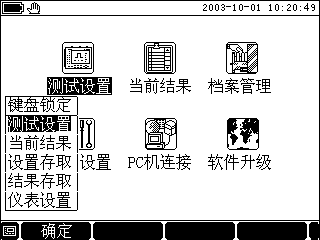 2003-10-01 10:20:49
测试设置 当前结果 档案管理
键盘锁定
测试设置
当前结果
设置存取
结果存取
仪表设置
设置 PC机连接 软件升级
确定